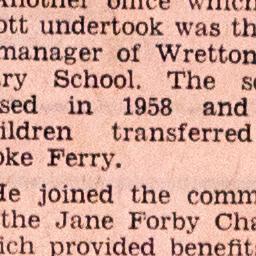 Another office which
ott undertook was th
manager of Wretton
ry School. The s
sed in 1958 and
ildren transferred
oke Ferry.
He joined the comm
the Jane Forby Cha
ich provided benefit